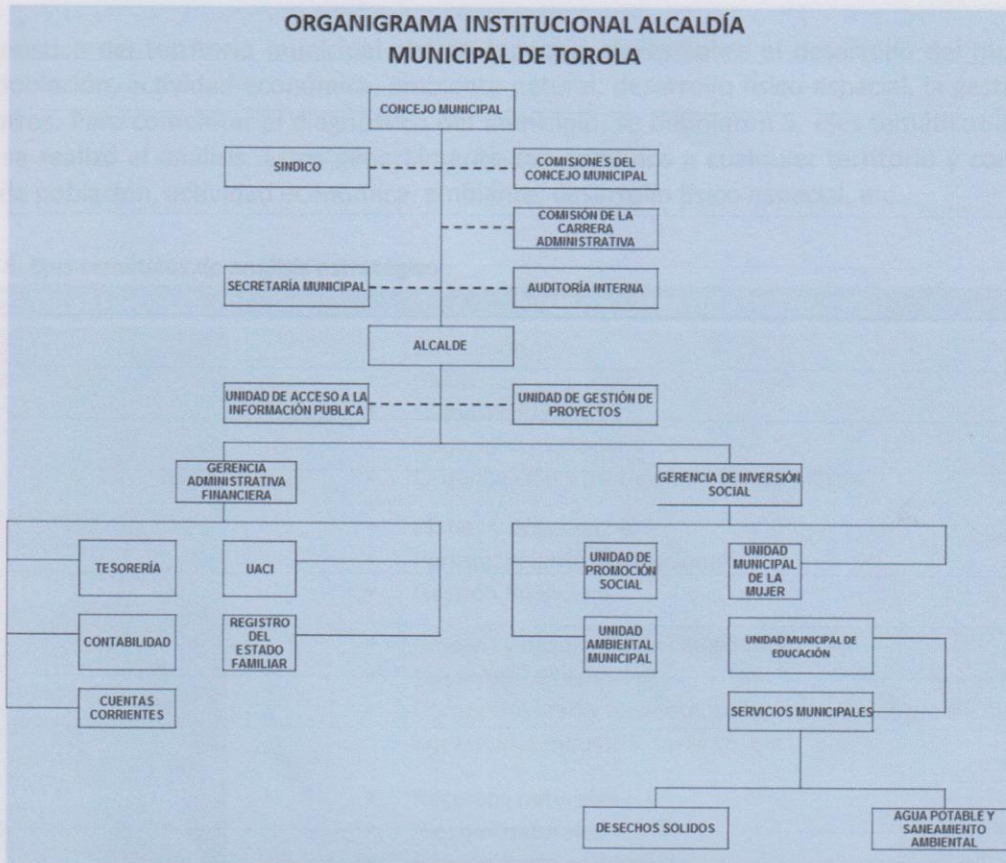 ORGANIGRAMA INSTITUCIONAL ALCALDÍA
MUNICIPAL DE TOROLA
CONCEJO MUNICIPAL
SINDICO
COMISIONES DEL
CONCEJO MUNICIPAL
COMISIÓN DE LA
CARRERA
ADMINISTRATIVA
SECRETARÍA MUNICIPAL
AUDITORÍA INTERNA
ALCALDE
UNIDAD DE ACCESO A LA
INFORMACIÓN PUBLICA
UNIDAD DE GESTIÓN DE
PROYECTOS
GERENCIA
ADMINISTRATIVA
FINANCIERA
GERENCIA DE INVERSIÓN
SOCIAL
TESORERÍA
UACI
UNIDAD DE
PROMOCIÓN
SOCIAL
UNIDAD
MUNICIPAL
DE LA
MUJER
CONTABILIDAD
REGISTRO
DEL
ESTADO
FAMILIAR
UNIDAD
AMBIENTAL
MUNICIPAL
UNIDAD MUNICIPAL DE
EDUCACIÓN
CUENTAS
CORRIENTES
SERVICIOS MUNICIPALES
DESECHOS SOLIDOS
AGUA POTABLE Y
SANEAMIENTO
AMBIENTAL